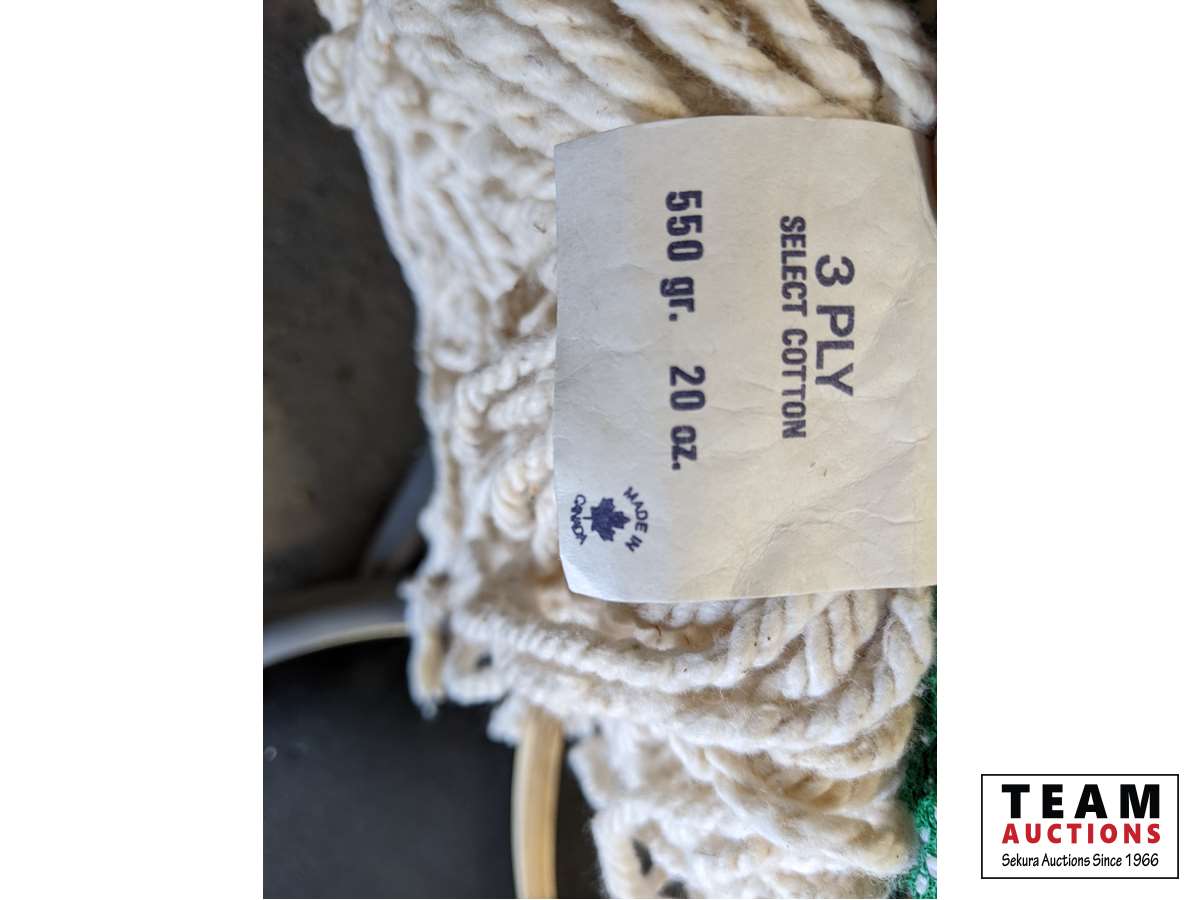 3 PLY
SELECT COTTON
550 gr. 20 oz.
MADE IN
CANADA
TEAM
AUCTIONS
Sekura Auctions Since 1966